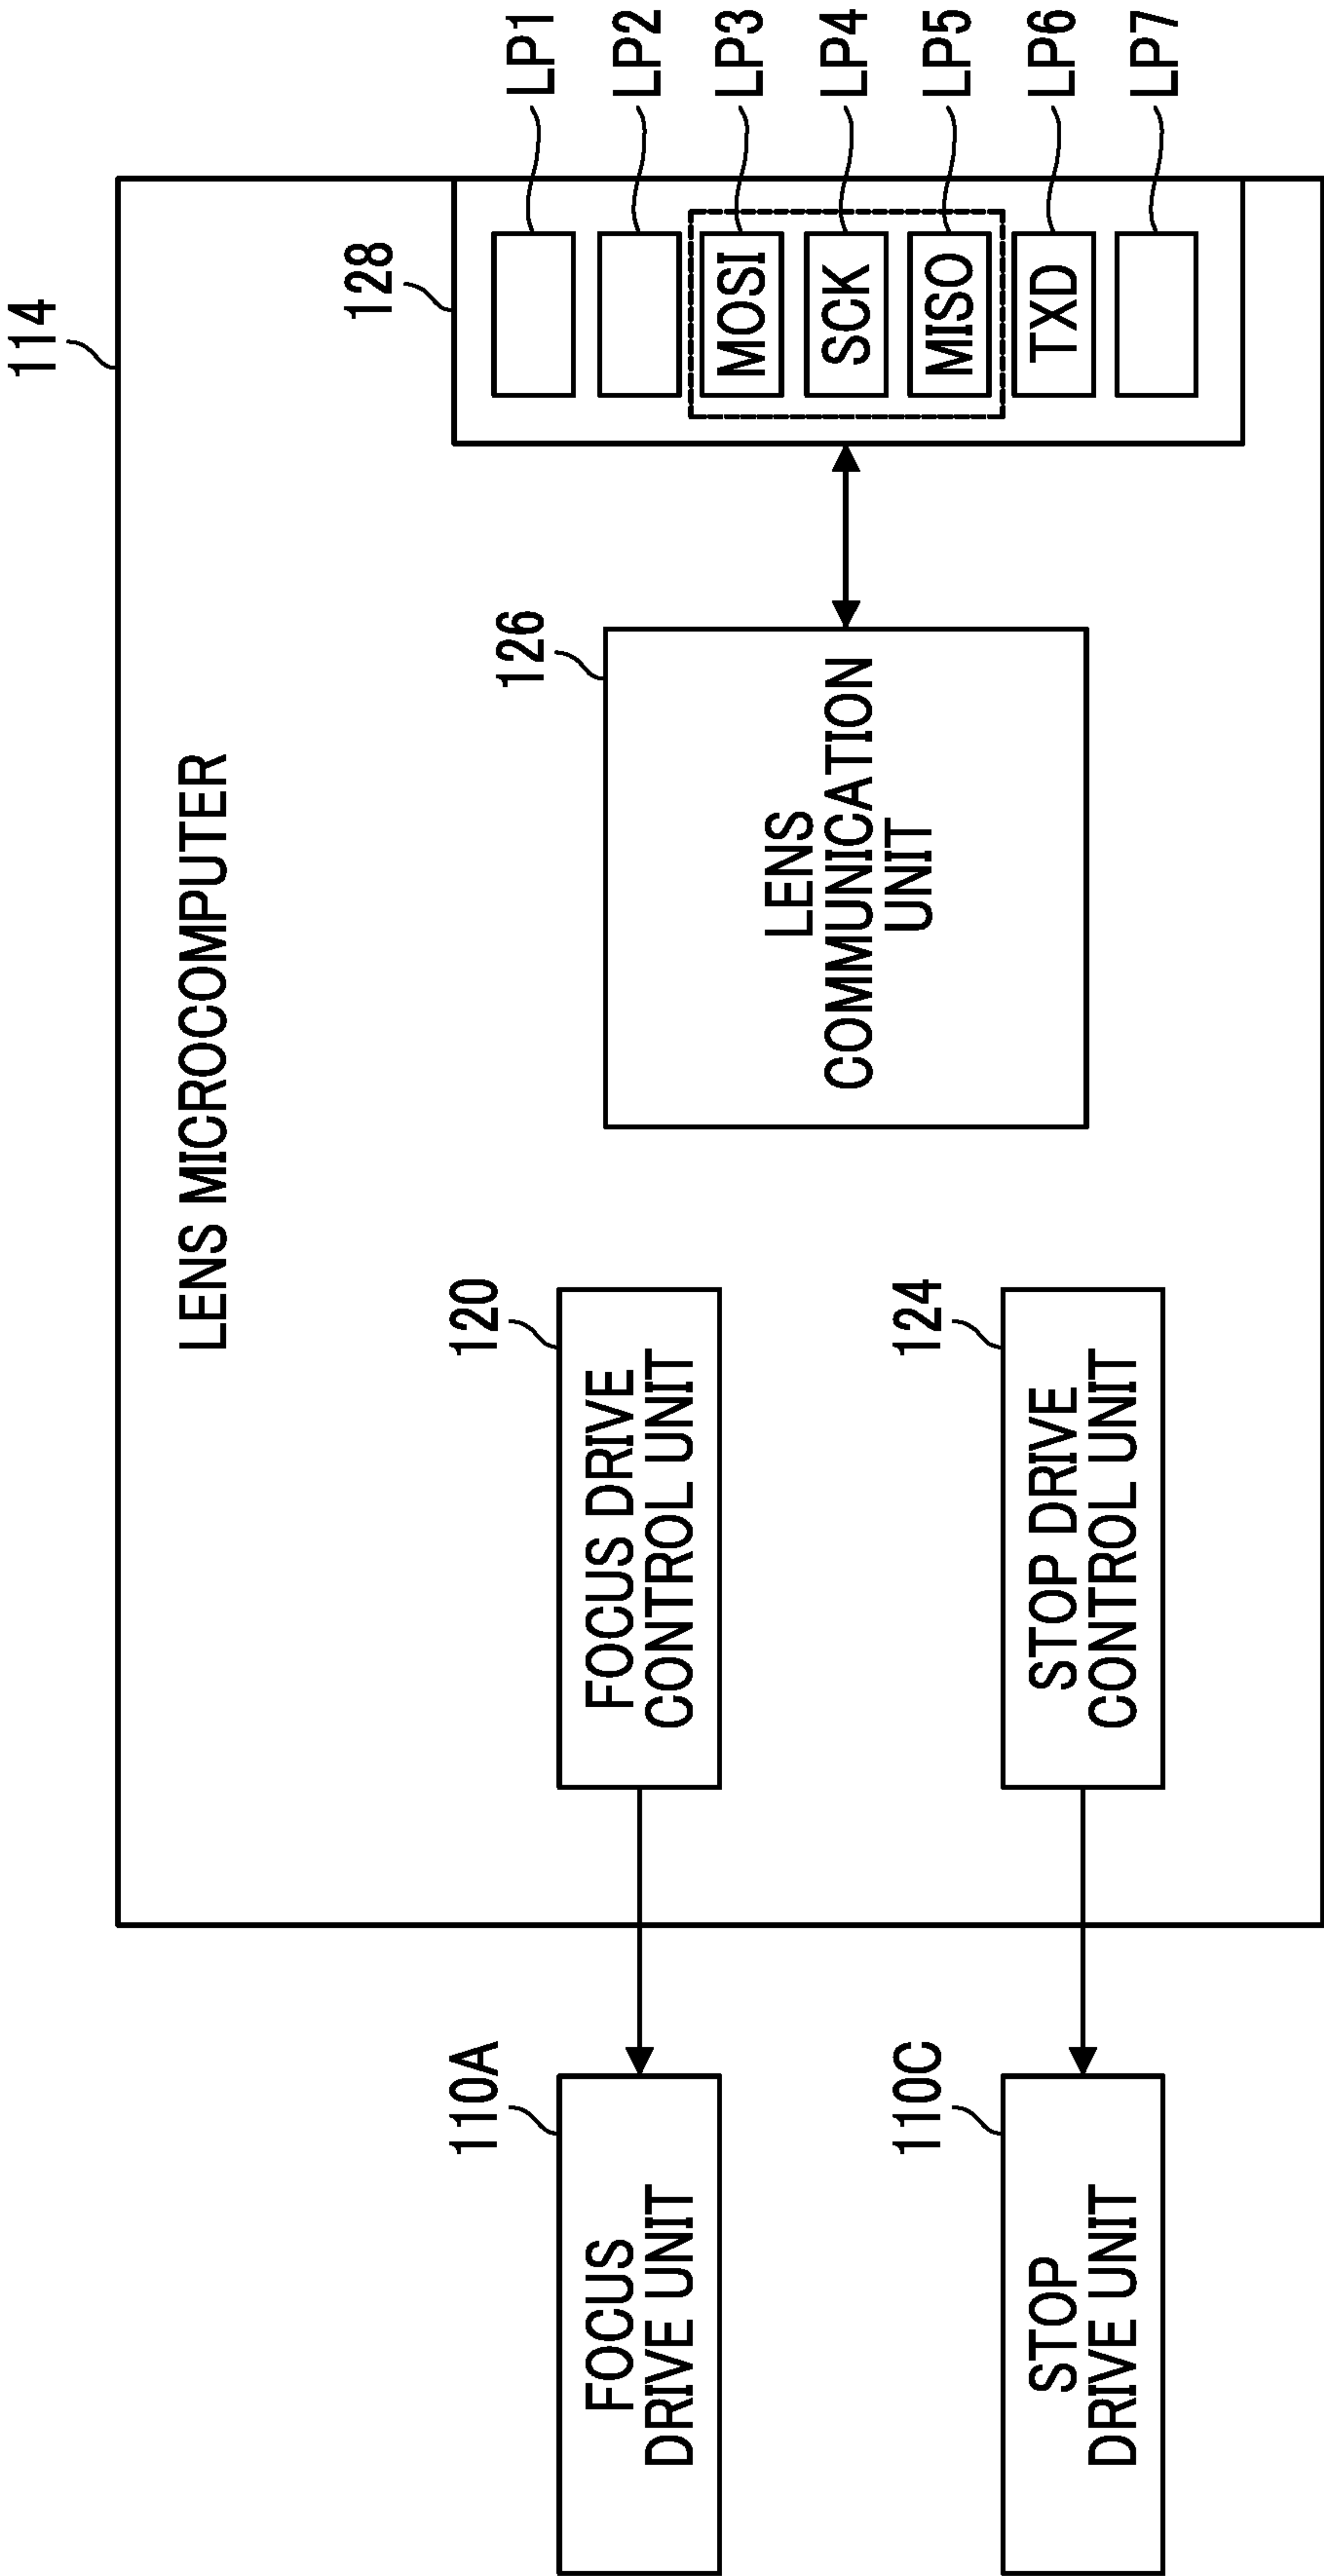 114
LENS MICROCOMPUTER
128
LP1
LP2
MOSI
LP3
SCK
LP4
MISO
LP5
TXD
LP6
LP7
126
LENS
COMMUNICATION
UNIT
120
FOCUS DRIVE
CONTROL UNIT
124
STOP DRIVE
CONTROL UNIT
110A
FOCUS
DRIVE UNIT
110C
STOP
DRIVE UNIT